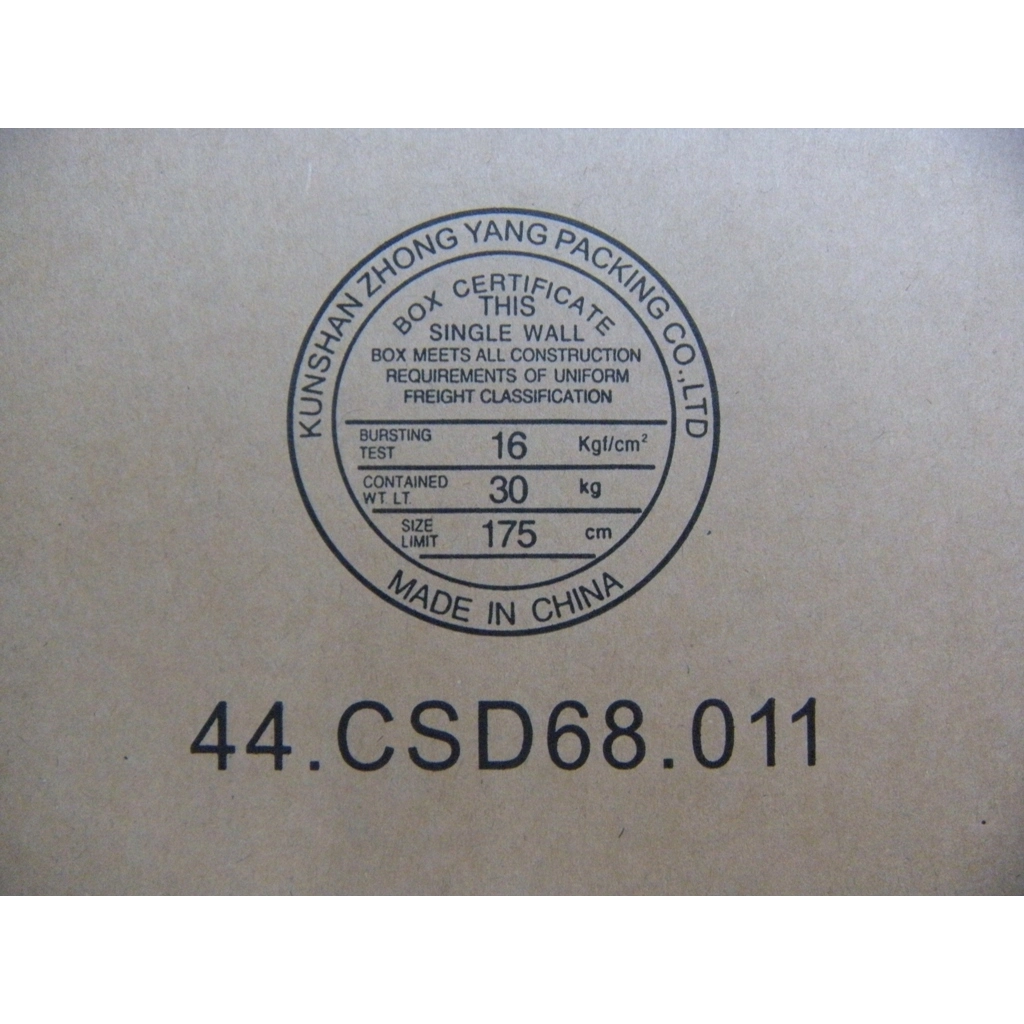 KUNSHAN ZHONG YANG PACKING CO.,LTD
BOX CERTIFICATE
THIS
SINGLE WALL
BOX MEETS ALL CONSTRUCTION
REQUIREMENTS OF UNIFORM
FREIGHT CLASSIFICATION
BURSTING TEST 16 Kgf/cm²
CONTAINED WT. LT. 30 kg
SIZE LIMIT 175 cm
MADE IN CHINA
44.CSD68.011